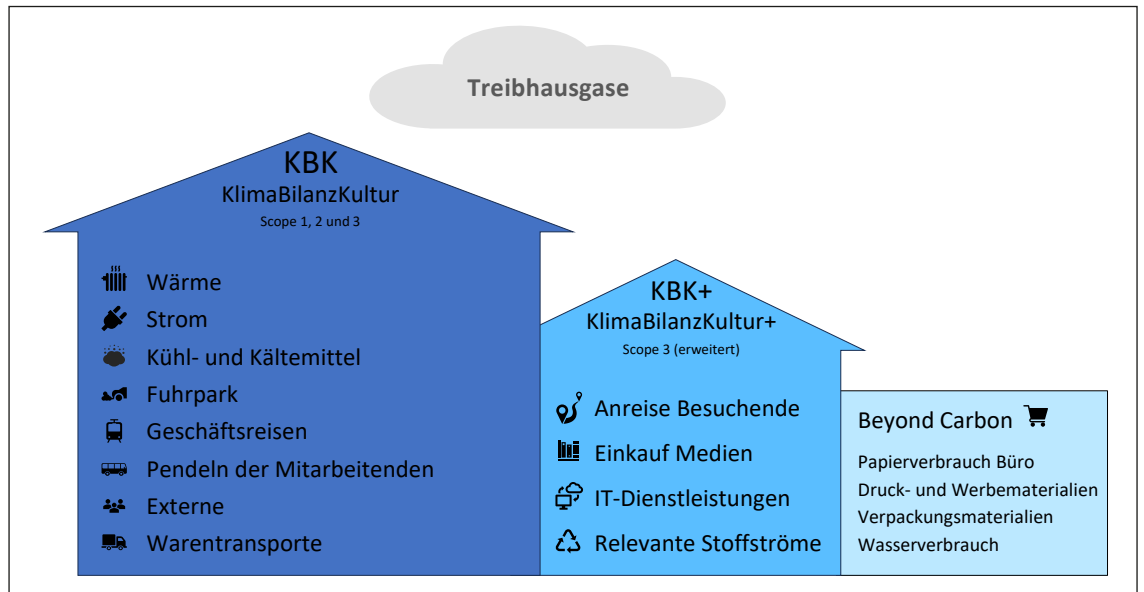 Treibhausgase
KBK
KlimaBilanzKultur
Scope 1, 2 und 3
Wärme
Strom
Kühl- und Kältemittel
Fuhrpark
Geschäftsreisen
Pendeln der Mitarbeitenden
Externe
Warentransporte
KBK+
KlimaBilanzKultur+
Scope 3 (erweitert)
Anreise Besuchende
Einkauf Medien
IT-Dienstleistungen
Relevante Stoffströme
Beyond Carbon
Papierverbrauch Büro
Druck- und Werbematerialien
Verpackungsmaterialien
Wasserverbrauch